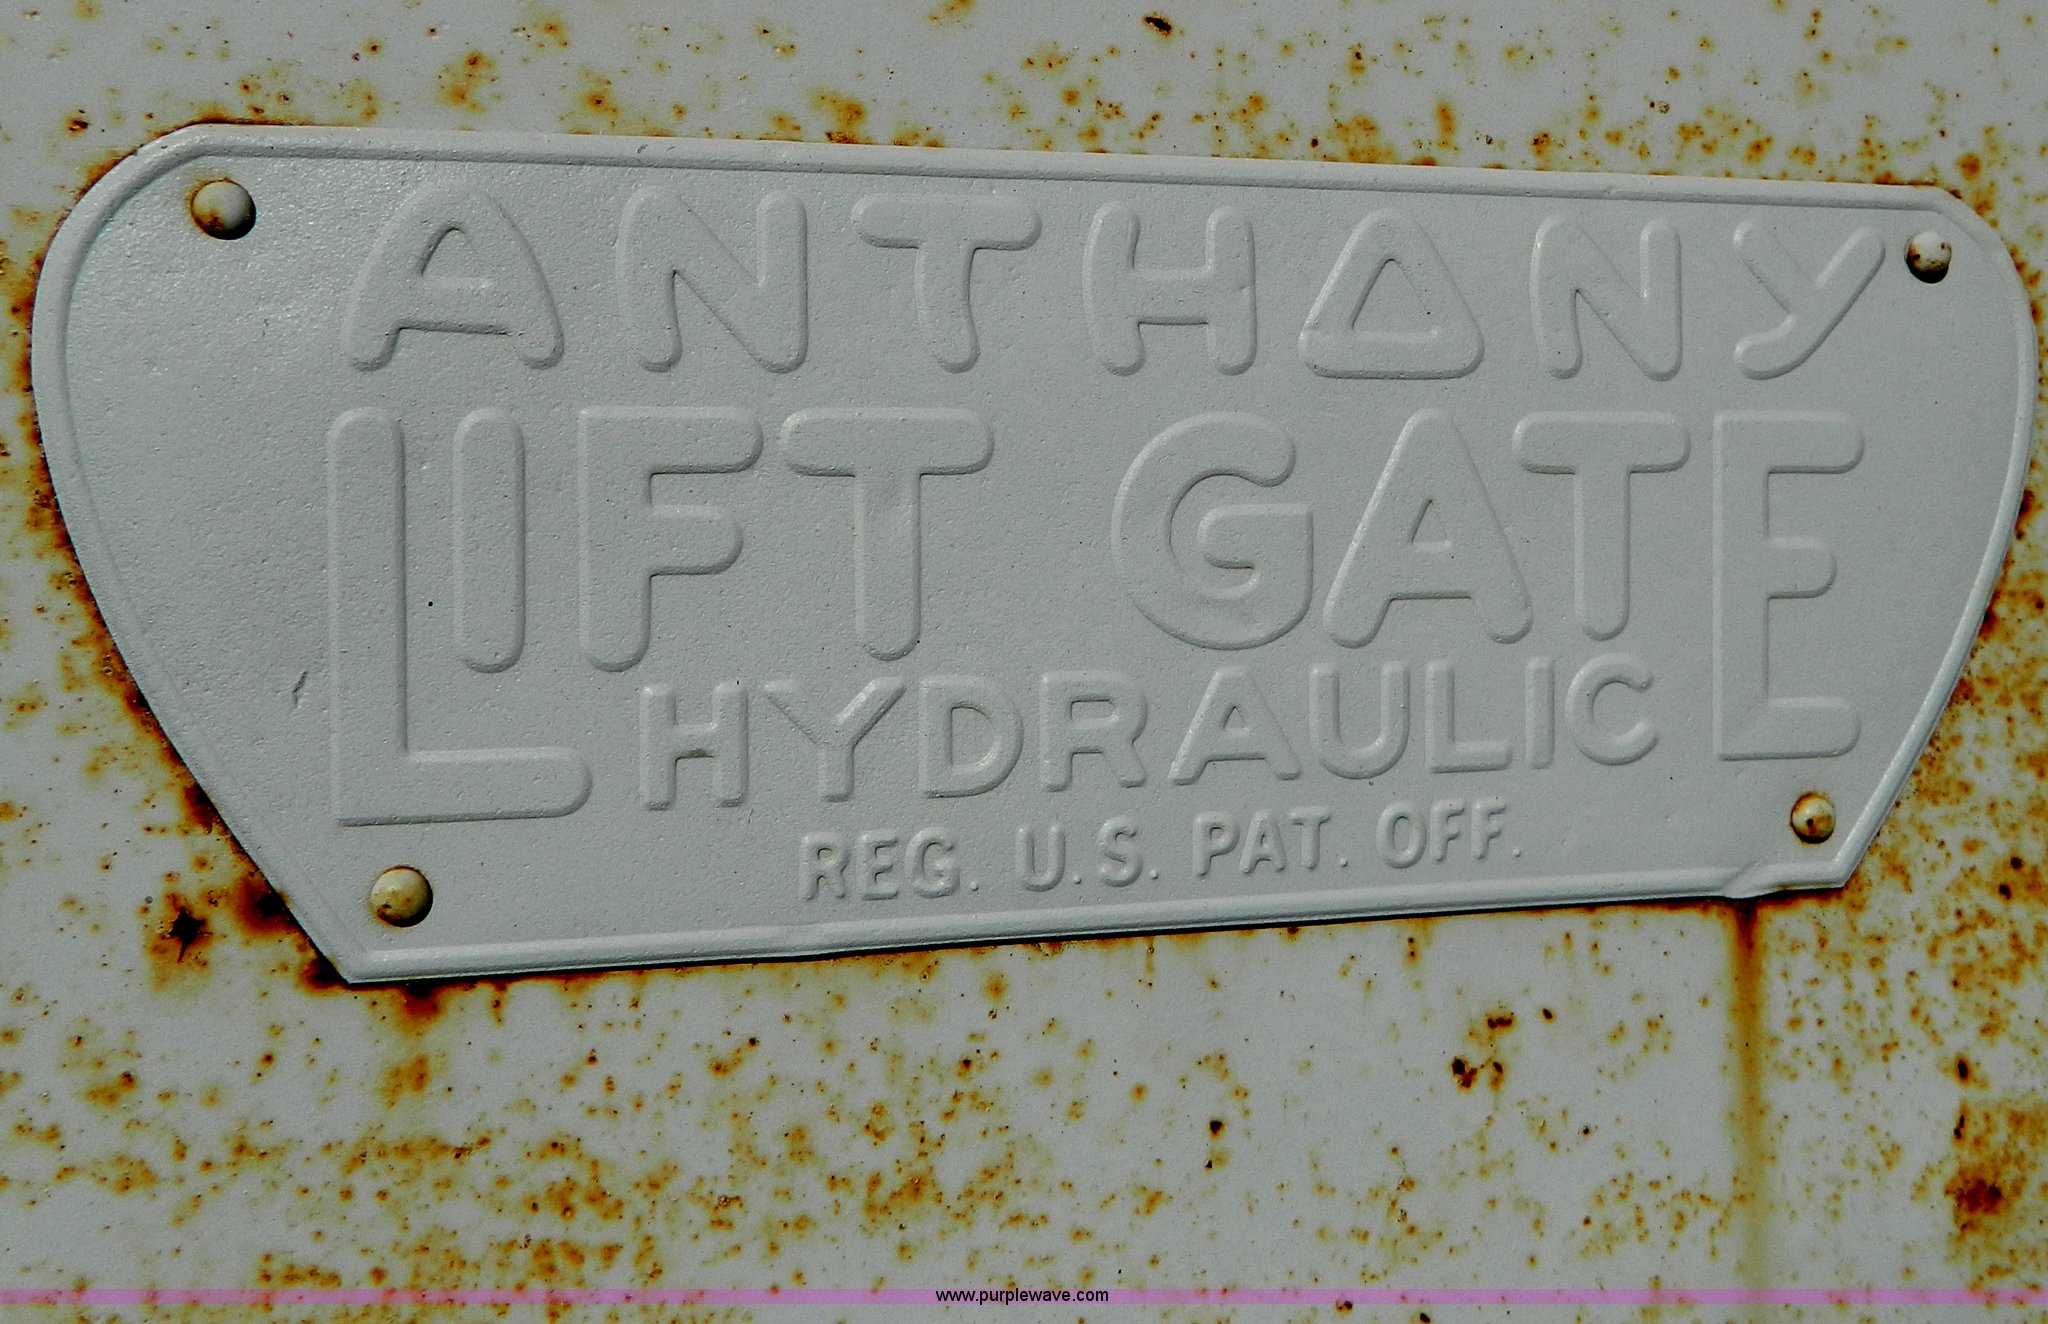 ANTHONY
LIFT GATE
HYDRAULIC
REG. U.S. PAT. OFF.
www.purplewave.com